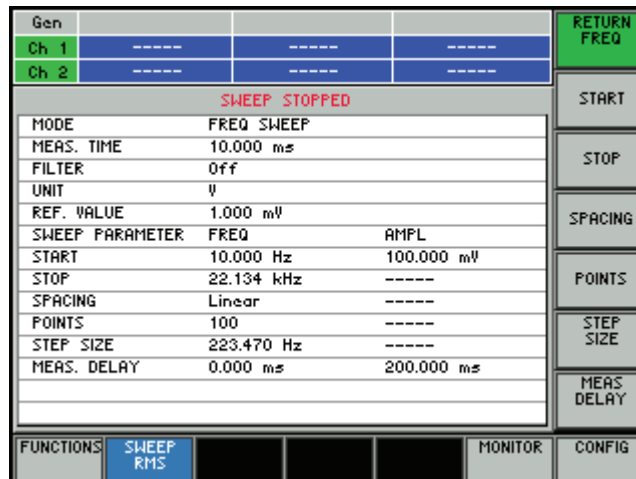 Gen
Ch 1 ----- ----- -----
Ch 2 ----- ----- -----
SWEEP STOPPED
MODE FREQ SWEEP
MEAS. TIME 10.000 ms
FILTER Off
UNIT V
REF. VALUE 1.000 mV
SWEEP PARAMETER FREQ AMPL
START 10.000 Hz 100.000 mV
STOP 22.134 kHz -----
SPACING Linear -----
POINTS 100 -----
STEP SIZE 223.470 Hz -----
MEAS. DELAY 0.000 ms 200.000 ms
RETURN
FREQ
START
STOP
SPACING
POINTS
STEP
SIZE
MEAS
DELAY
FUNCTIONS
SWEEP
RMS
MONITOR
CONFIG